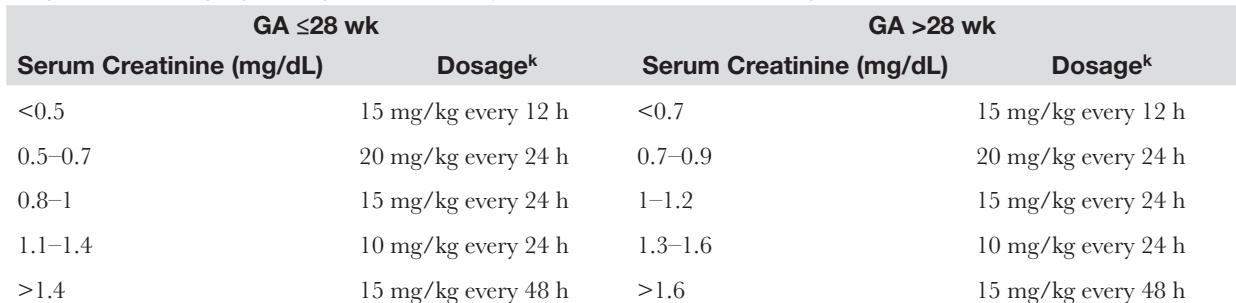 GA ≤28 wk GA >28 wk
Serum Creatinine (mg/dL) Dosageᵏ Serum Creatinine (mg/dL) Dosageᵏ
<0.5 15 mg/kg every 12 h <0.7 15 mg/kg every 12 h
0.5–0.7 20 mg/kg every 24 h 0.7–0.9 20 mg/kg every 24 h
0.8–1 15 mg/kg every 24 h 1–1.2 15 mg/kg every 24 h
1.1–1.4 10 mg/kg every 24 h 1.3–1.6 10 mg/kg every 24 h
>1.4 15 mg/kg every 48 h >1.6 15 mg/kg every 48 h